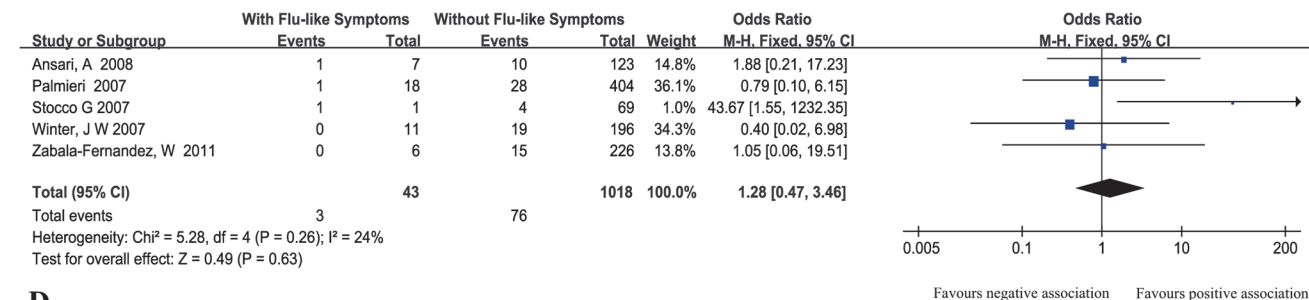 With Flu-like Symptoms Without Flu-like Symptoms Odds Ratio Odds Ratio
Study or Subgroup Events Total Events Total Weight M-H, Fixed, 95% CI M-H, Fixed, 95% CI
Ansari, A 2008 1 7 10 123 14.8% 1.88 [0.21, 17.23]
Palmieri 2007 1 18 28 404 36.1% 0.79 [0.10, 6.15]
Stocco G 2007 1 1 4 69 1.0% 43.67 [1.55, 1232.35]
Winter, J W 2007 0 11 19 196 34.3% 0.40 [0.02, 6.98]
Zabala-Fernandez, W 2011 0 6 15 226 13.8% 1.05 [0.06, 19.51]
Total (95% CI) 43 1018 100.0% 1.28 [0.47, 3.46]
Total events 3 76
Heterogeneity: Chi² = 5.28, df = 4 (P = 0.26); I² = 24%
Test for overall effect: Z = 0.49 (P = 0.63)
0.005 0.1 1 10 200
Favours negative association Favours positive association